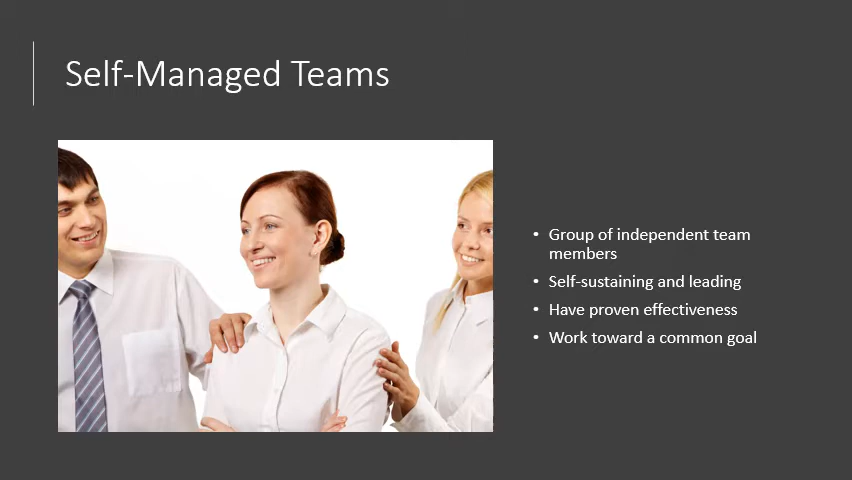 Self-Managed Teams
• Group of independent team
members
• Self-sustaining and leading
• Have proven effectiveness
• Work toward a common goal